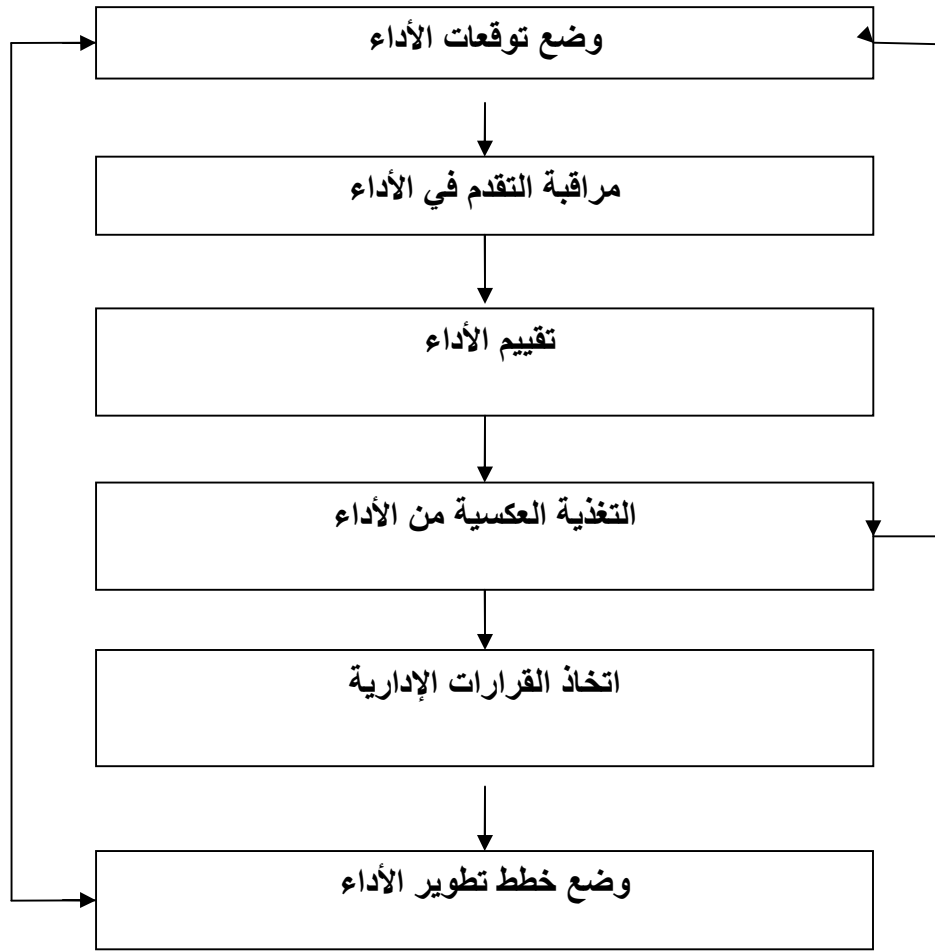 وضع توقعات الأداء
مراقبة التقدم في الأداء
تقييم الأداء
التغذية العكسية من الأداء
اتخاذ القرارات الإدارية
وضع خطط تطوير الأداء